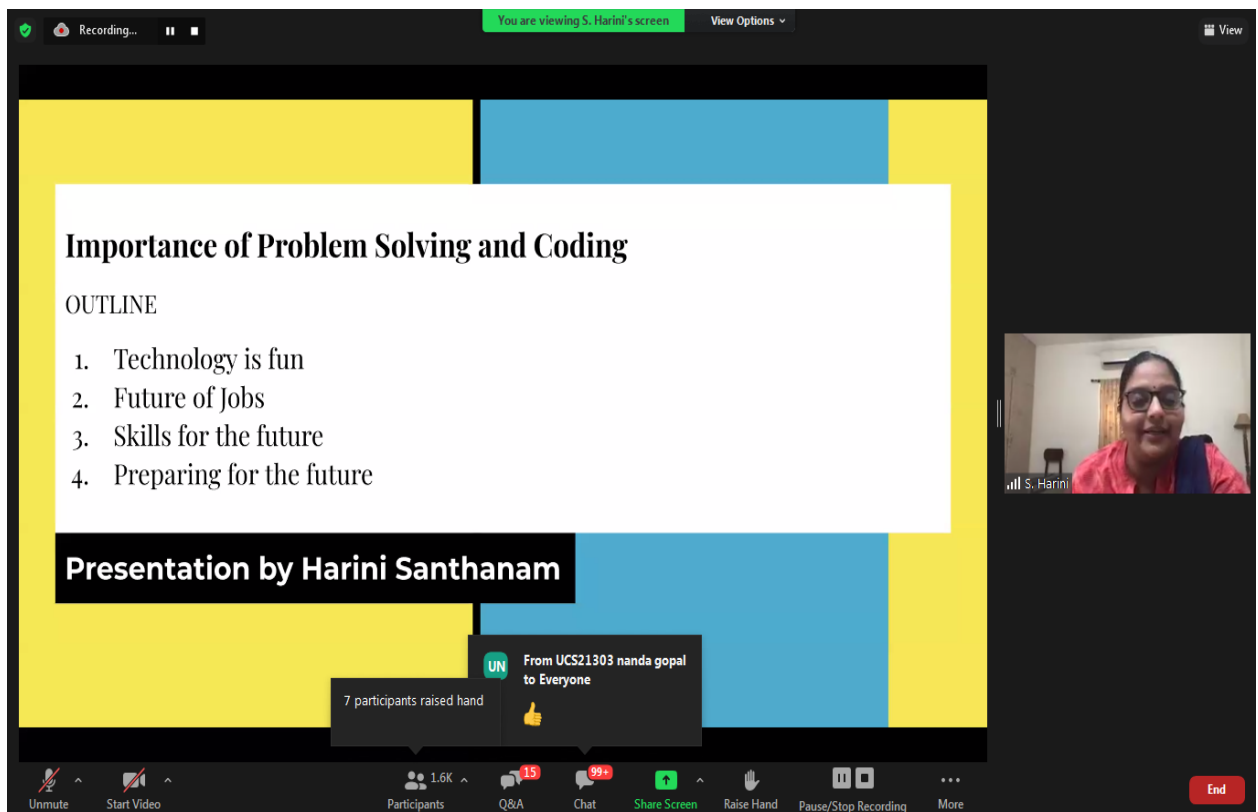 Recording...
You are viewing S. Harini's screen
View Options
View
Importance of Problem Solving and Coding
OUTLINE
1. Technology is fun
2. Future of Jobs
3. Skills for the future
4. Preparing for the future
Presentation by Harini Santhanam
S. Harini
UN
From UCS21303 nanda gopal
to Everyone
7 participants raised hand
1.6K
15
99+
Unmute
Start Video
Participants
Q&A
Chat
Share Screen
Raise Hand
Pause/Stop Recording
More
End